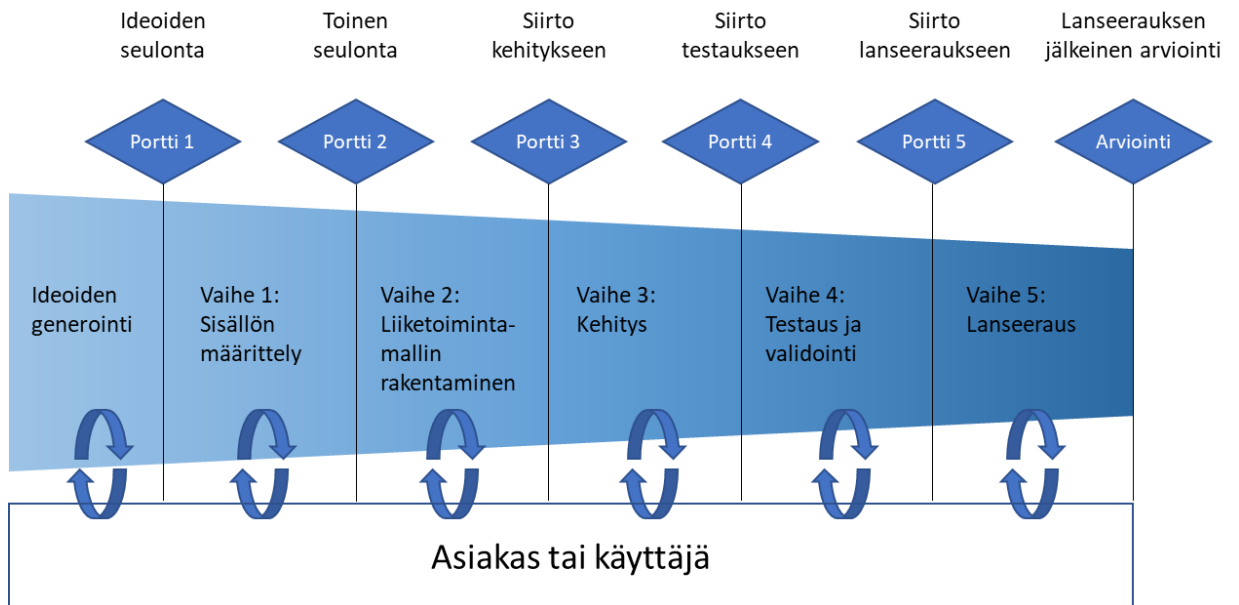 Ideoiden
seulonta
Toinen
seulonta
Siirto
kehitykseen
Siirto
testaukseen
Siirto
lanseeraukseen
Lanseerauksen
jälkeinen arviointi
Portti 1
Portti 2
Portti 3
Portti 4
Portti 5
Arviointi
Ideoiden
generointi
Vaihe 1:
Sisällön
määrittely
Vaihe 2:
Liiketoiminta-
mallin
rakentaminen
Vaihe 3:
Kehitys
Vaihe 4:
Testaus ja
validointi
Vaihe 5:
Lanseeraus
Asiakas tai käyttäjä